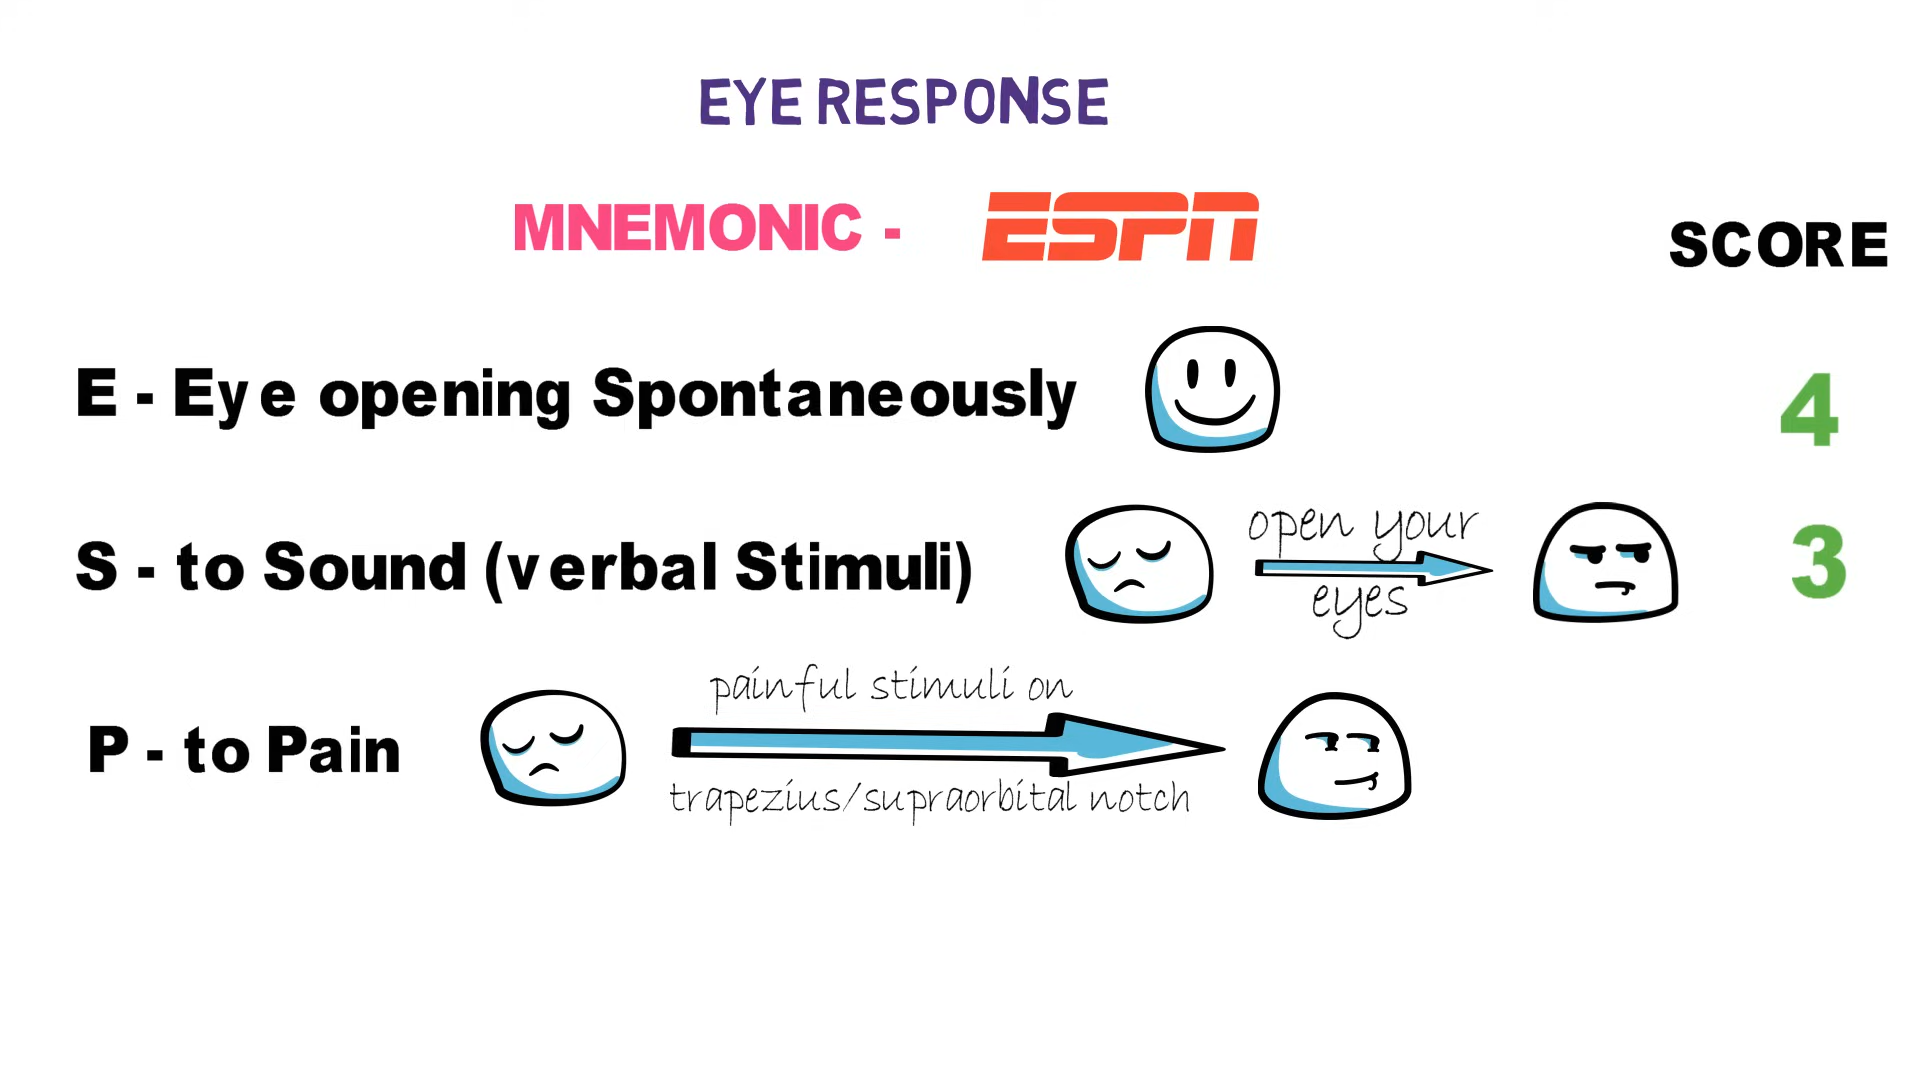 EYE RESPONSE
MNEMONIC - ESPN
SCORE
E - Eye opening Spontaneously
4
S - to Sound (verbal Stimuli)
open your
eyes
3
P - to Pain
painful stimuli on
trapezius/supraorbital notch